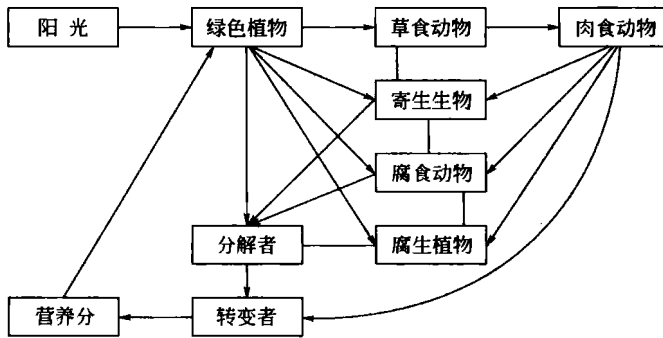 阳光 绿色植物 草食动物 肉食动物
寄生生物
腐食动物
分解者 腐生植物
营养分 转变者